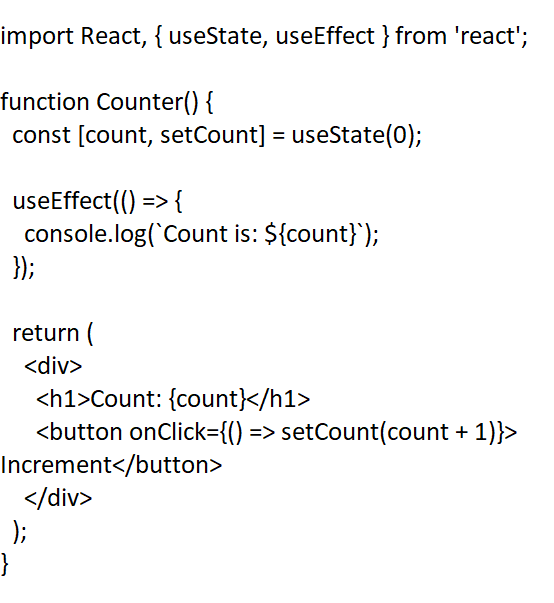 import React, { useState, useEffect } from 'react';

function Counter() {
  const [count, setCount] = useState(0);

  useEffect(() => {
    console.log(`Count is: ${count}`);
  });

  return (
    <div>
      <h1>Count: {count}</h1>
      <button onClick={() => setCount(count + 1)}>
Increment</button>
    </div>
  );
}